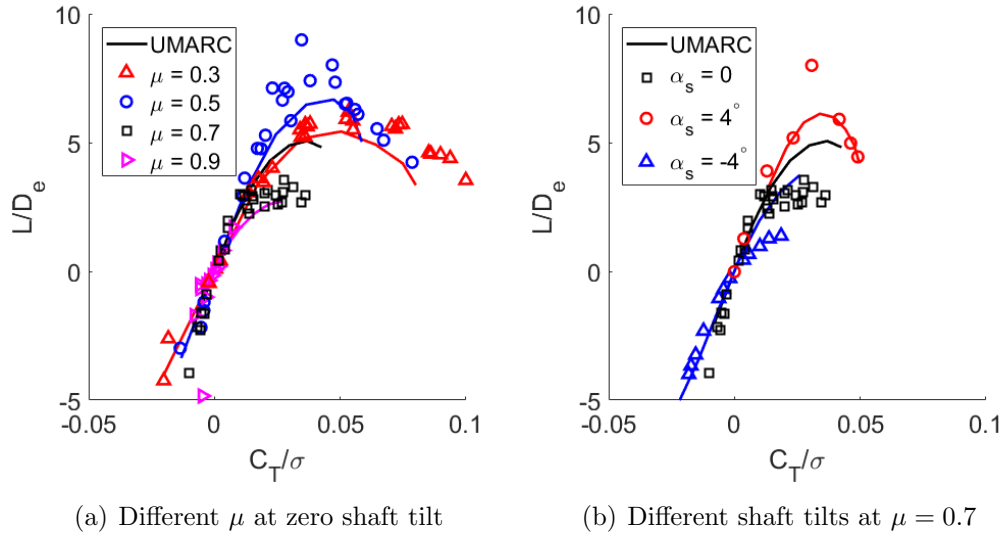 L/D_e
10
5
0
-5
UMARC
μ = 0.3
μ = 0.5
μ = 0.7
μ = 0.9
-0.05
0
0.05
0.1
C_T/σ
(a) Different μ at zero shaft tilt
L/D_e
10
5
0
-5
UMARC
α_s = 0
α_s = 4°
α_s = -4°
-0.05
0
0.05
0.1
C_T/σ
(b) Different shaft tilts at μ = 0.7